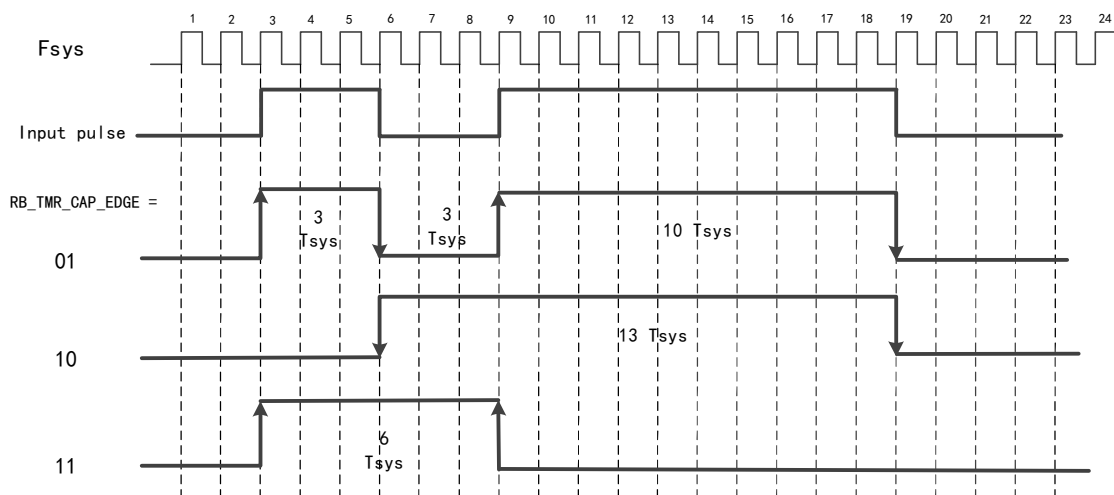 1 2 3 4 5 6 7 8 9 10 11 12 13 14 15 16 17 18 19 20 21 22 23 24
Fsys
Input pulse
RB_TMR_CAP_EDGE =
3
Tsys
3
Tsys
10 Tsys
01
13 Tsys
10
6
Tsys
11